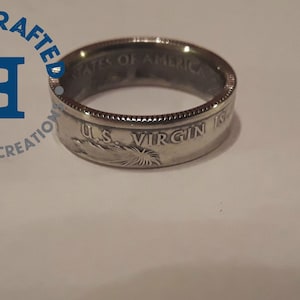 CRAFTED
H
CREATION
STATES OF AMERICA
U.S. VIRGIN IS